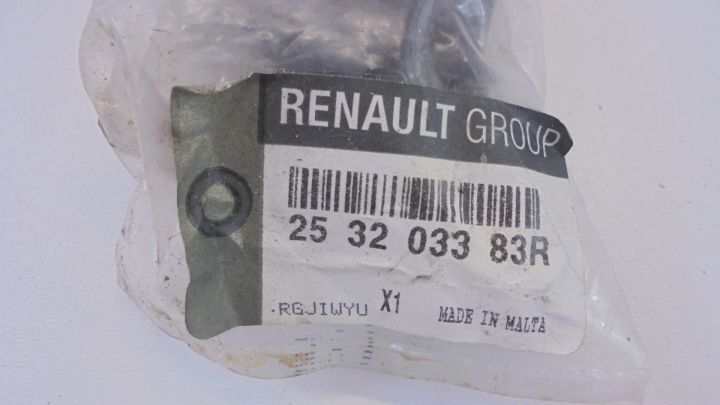 RENAULT GROUP
25 32 033 83R
RGJIWYU X1 MADE IN MALTA